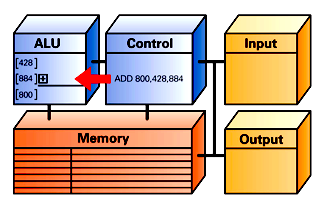 ALU
Control
Input
[428]
[884]
ADD 800,428,884
[800]
Memory
Output